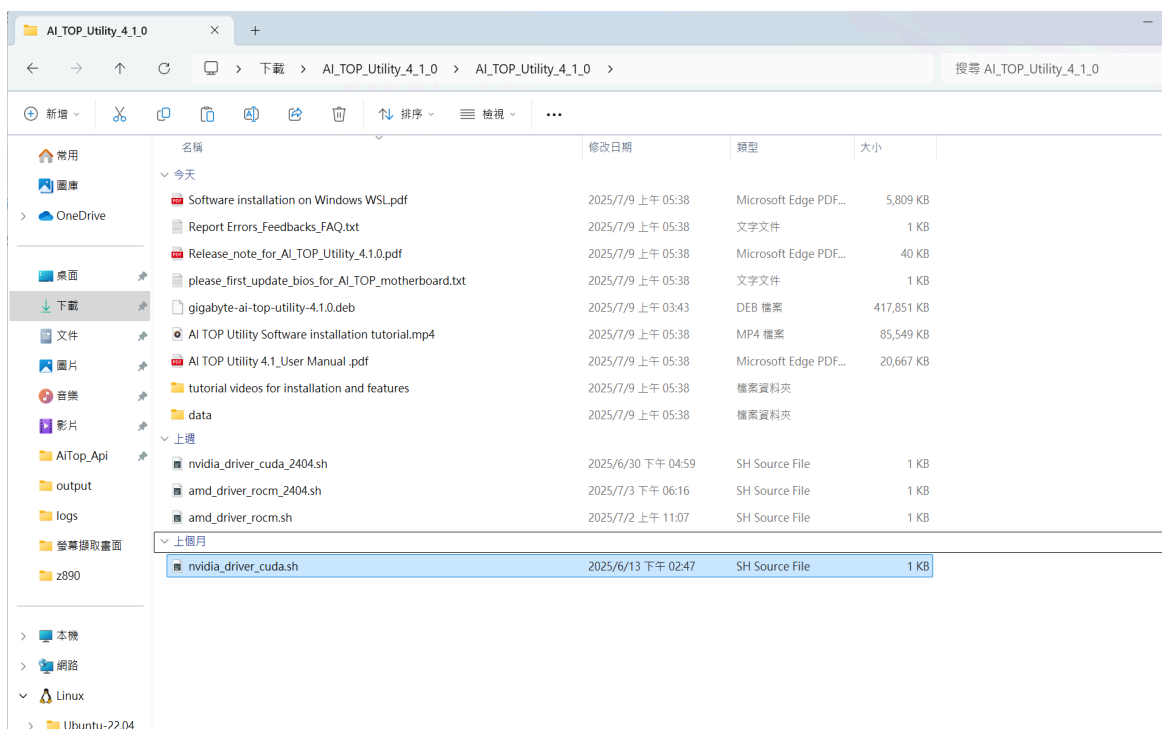 AI_TOP_Utility_4_1_0
下載 AI_TOP_Utility_4_1_0 AI_TOP_Utility_4_1_0 搜尋 AI_TOP_Utility_4_1_0
新增 排序 檢視
常用
圖庫
OneDrive
桌面
下載
文件
圖片
音樂
影片
AiTop_Api
output
logs
螢幕擷取畫面
z890
本機
網路
Linux
Ubuntu-22.04
名稱 修改日期 類型 大小
今天
Software installation on Windows WSL.pdf 2025/7/9 上午 05:38 Microsoft Edge PDF... 5,809 KB
Report Errors_Feedbacks_FAQ.txt 2025/7/9 上午 05:38 文字文件 1 KB
Release_note_for_AI_TOP_Utility_4.1.0.pdf 2025/7/9 上午 05:38 Microsoft Edge PDF... 40 KB
please_first_update_bios_for_AI_TOP_motherboard.txt 2025/7/9 上午 05:38 文字文件 1 KB
gigabyte-ai-top-utility-4.1.0.deb 2025/7/9 上午 03:43 DEB 檔案 417,851 KB
AI TOP Utility Software installation tutorial.mp4 2025/7/9 上午 05:38 MP4 檔案 85,549 KB
AI TOP Utility 4.1_User Manual .pdf 2025/7/9 上午 05:38 Microsoft Edge PDF... 20,667 KB
tutorial videos for installation and features 2025/7/9 上午 05:38 檔案資料夾
data 2025/7/9 上午 05:38 檔案資料夾
上週
nvidia_driver_cuda_2404.sh 2025/6/30 下午 04:59 SH Source File 1 KB
amd_driver_rocm_2404.sh 2025/7/3 下午 06:16 SH Source File 1 KB
amd_driver_rocm.sh 2025/7/2 上午 11:07 SH Source File 1 KB
上個月
nvidia_driver_cuda.sh 2025/6/13 下午 02:47 SH Source File 1 KB